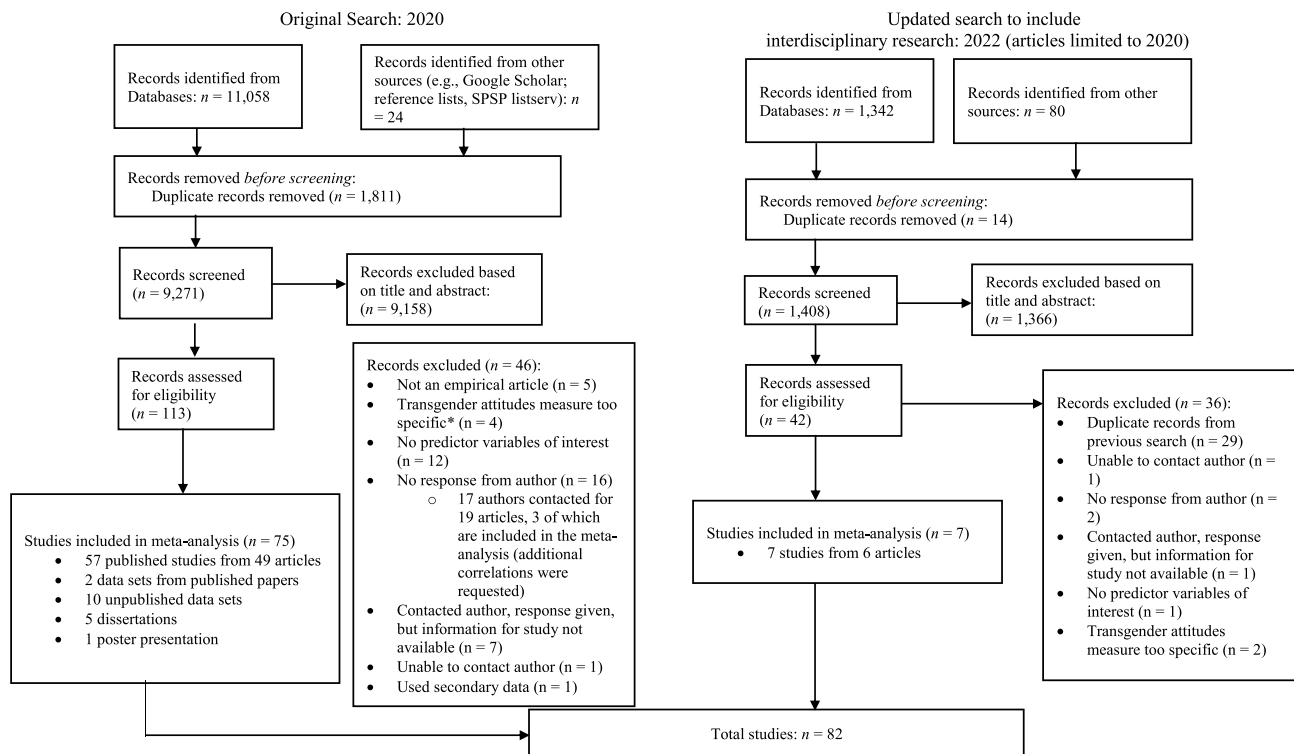 Original Search: 2020
Records identified from
Databases: n = 11,058
Records identified from other
sources (e.g., Google Scholar;
reference lists, SPSP listserv): n
= 24
Records removed before screening:
Duplicate records removed (n = 1,811)
Records screened
(n = 9,271)
Records excluded based
on title and abstract:
(n = 9,158)
Records assessed
for eligibility
(n = 113)
Records excluded (n = 46):
• Not an empirical article (n = 5)
• Transgender attitudes measure too
specific* (n = 4)
• No predictor variables of interest
(n = 12)
• No response from author (n = 16)
o 17 authors contacted for
19 articles, 3 of which
are included in the meta-
analysis (additional
correlations were
requested)
• Contacted author, response given,
but information for study not
available (n = 7)
• Unable to contact author (n = 1)
• Used secondary data (n = 1)
Studies included in meta-analysis (n = 75)
• 57 published studies from 49 articles
• 2 data sets from published papers
• 10 unpublished data sets
• 5 dissertations
• 1 poster presentation
Updated search to include
interdisciplinary research: 2022 (articles limited to 2020)
Records identified from
Databases: n = 1,342
Records identified from other
sources: n = 80
Records removed before screening:
Duplicate records removed (n = 14)
Records screened
(n = 1,408)
Records excluded based on
title and abstract:
(n = 1,366)
Records assessed
for eligibility
(n = 42)
Records excluded (n = 36):
• Duplicate records from
previous search (n = 29)
• Unable to contact author (n =
1)
• No response from author (n =
2)
• Contacted author, response
given, but information for
study not available (n = 1)
• No predictor variables of
interest (n = 1)
• Transgender attitudes
measure too specific (n = 2)
Studies included in meta-analysis (n = 7)
• 7 studies from 6 articles
Total studies: n = 82